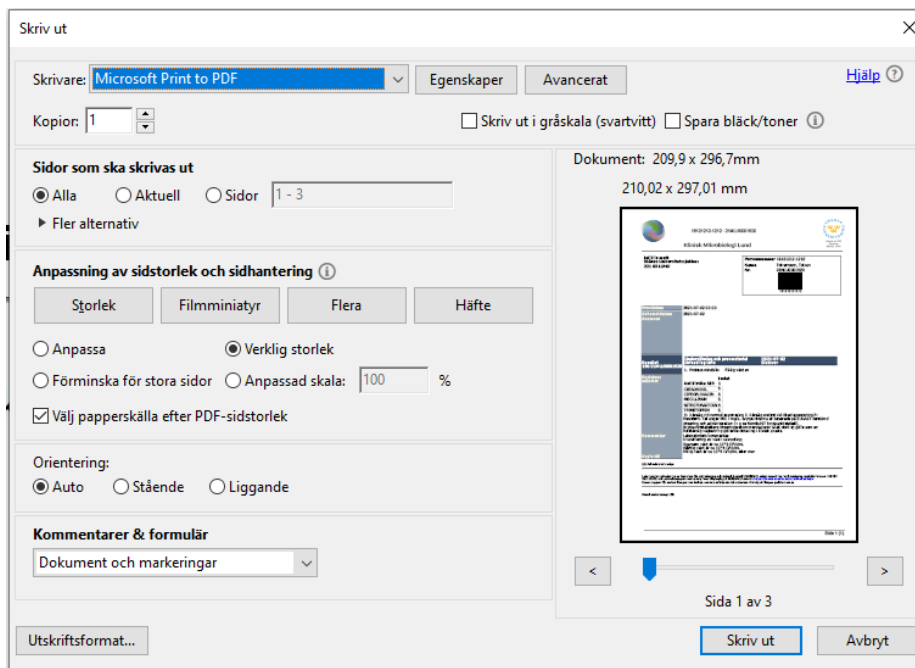 Skriv ut
Skrivare: Microsoft Print to PDF Egenskaper Avancerat Hjälp
Kopior: 1 Skriv ut i gråskala (svartvitt) Spara bläck/toner
Sidor som ska skrivas ut
Alla Aktuell Sidor 1 - 3
Fler alternativ
Anpassning av sidstorlek och sidhantering
Storlek Filmminiatyr Flera Häfte
Anpassa Verklig storlek
Förminska för stora sidor Anpassad skala: 100 %
Välj papperskälla efter PDF-sidstorlek
Orientering:
Auto Stående Liggande
Kommentarer & formulär
Dokument och markeringar
Utskriftsformat...
Dokument: 209,9 x 296,7mm
210,02 x 297,01 mm
Klinisk Mikrobiologi Lund
< >
Sida 1 av 3
Skriv ut Avbryt